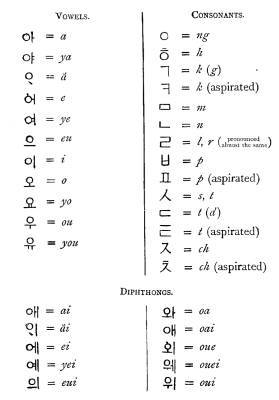 VOWELS.
아 = a
야 = ya
ᄋᆞ = á
어 = e
여 = ye
으 = eu
이 = i
오 = o
요 = yo
우 = ou
유 = you
CONSONANTS.
ㅇ = ng
ㅎ = h
ㄱ = k (g)
ㅋ = k (aspirated)
ㅁ = m
ㄴ = n
ㄹ = l, r (pronounced almost the same)
ㅂ = p
ㅍ = p (aspirated)
ㅅ = s, t
ㄷ = t (d)
ㅌ = t (aspirated)
ㅈ = ch
ㅊ = ch (aspirated)
DIPHTHONGS.
애 = ai
ᄋᆡ = äi
에 = ei
예 = yei
의 = eui
와 = oa
왜 = oai
외 = oue
웨 = ouei
위 = oui